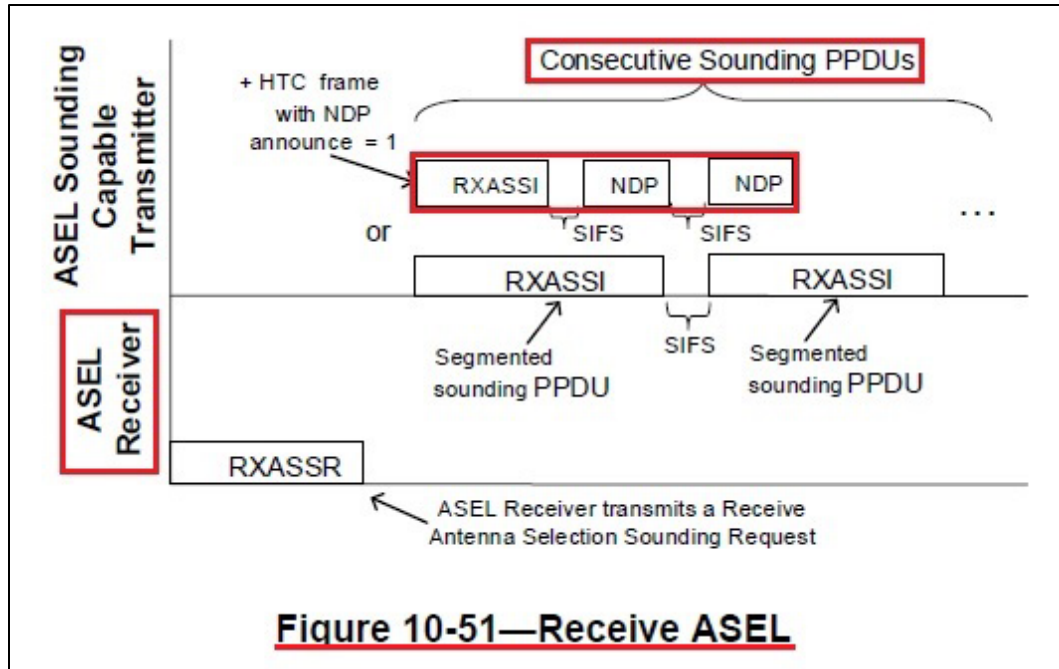 ASEL Sounding
Capable
Transmitter
Consecutive Sounding PPDUs
+ HTC frame
with NDP
announce = 1
RXASSI
NDP
NDP
SIFS
SIFS
...
or
RXASSI
RXASSI
SIFS
Segmented
sounding PPDU
Segmented
sounding PPDU
ASEL
Receiver
RXASSR
ASEL Receiver transmits a Receive
Antenna Selection Sounding Request
Figure 10-51—Receive ASEL